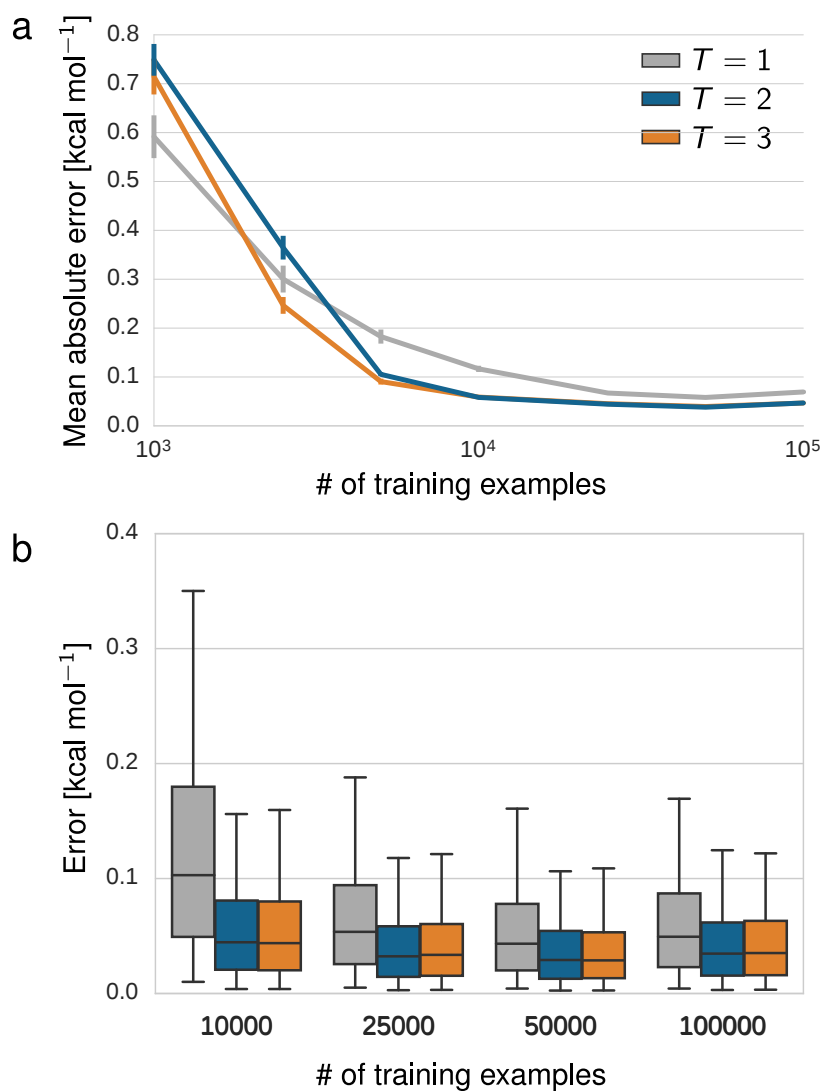 a
Mean absolute error [kcal mol⁻¹]
0.8
0.7
0.6
0.5
0.4
0.3
0.2
0.1
0.0
T = 1
T = 2
T = 3
10³ 10⁴ 10⁵
# of training examples
b
Error [kcal mol⁻¹]
0.4
0.3
0.2
0.1
0.0
10000 25000 50000 100000
# of training examples